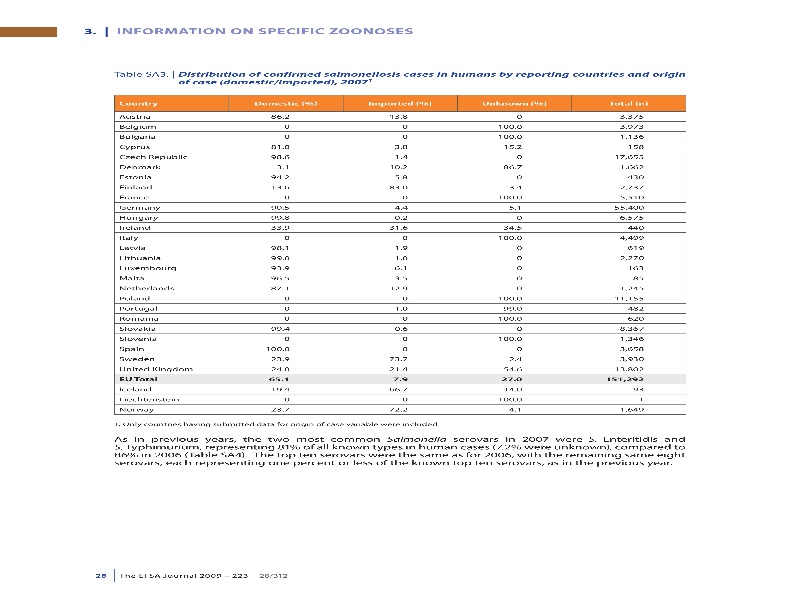 3. | INFORMATION ON SPECIFIC ZOONOSES
Table SA3. | Distribution of confirmed salmonellosis cases in humans by reporting countries and origin
of case (domestic/imported), 2007¹
Country Domestic (%) Imported (%) Unknown (%) Total (n)
Austria 86.2 13.8 0 3,375
Belgium 0 0 100.0 3,973
Bulgaria 0 0 100.0 1,136
Cyprus 81.0 3.8 15.2 158
Czech Republic 98.6 1.4 0 17,655
Denmark 3.1 10.2 86.7 1,662
Estonia 94.2 5.8 0 430
Finland 13.6 83.0 3.4 2,737
France 0 0 100.0 5,510
Germany 90.5 4.4 5.1 55,400
Hungary 99.8 0.2 0 6,575
Ireland 33.9 31.6 34.5 440
Italy 0 0 100.0 4,499
Latvia 98.1 1.9 0 619
Lithuania 99.0 1.0 0 2,270
Luxembourg 93.9 6.1 0 163
Malta 96.5 3.5 0 85
Netherlands 87.1 12.9 0 1,245
Poland 0 0 100.0 11,155
Portugal 0 1.0 99.0 482
Romania 0 0 100.0 620
Slovakia 99.4 0.6 0 8,367
Slovenia 0 0 100.0 1,346
Spain 100.0 0 0 3,658
Sweden 23.9 73.7 2.4 3,930
United Kingdom 24.0 21.4 54.6 13,802
EU Total 65.1 7.9 27.0 151,292
Iceland 19.4 66.7 14.0 93
Liechtenstein 0 0 100.0 1
Norway 23.7 72.2 4.1 1,649
1. Only countries having submitted data for origin of case variable were included
As in previous years, the two most common Salmonella serovars in 2007 were S. Enteritidis and
S. Typhimurium, representing 81% of all known types in human cases (7.2% were unknown), compared to
86% in 2006 (Table SA4). The top ten serovars were the same as for 2006, with the remaining same eight
serovars, each representing one percent or less of the known top ten serovars, as in the previous year.
28 | The EFSA Journal 2009 – 223 28/312